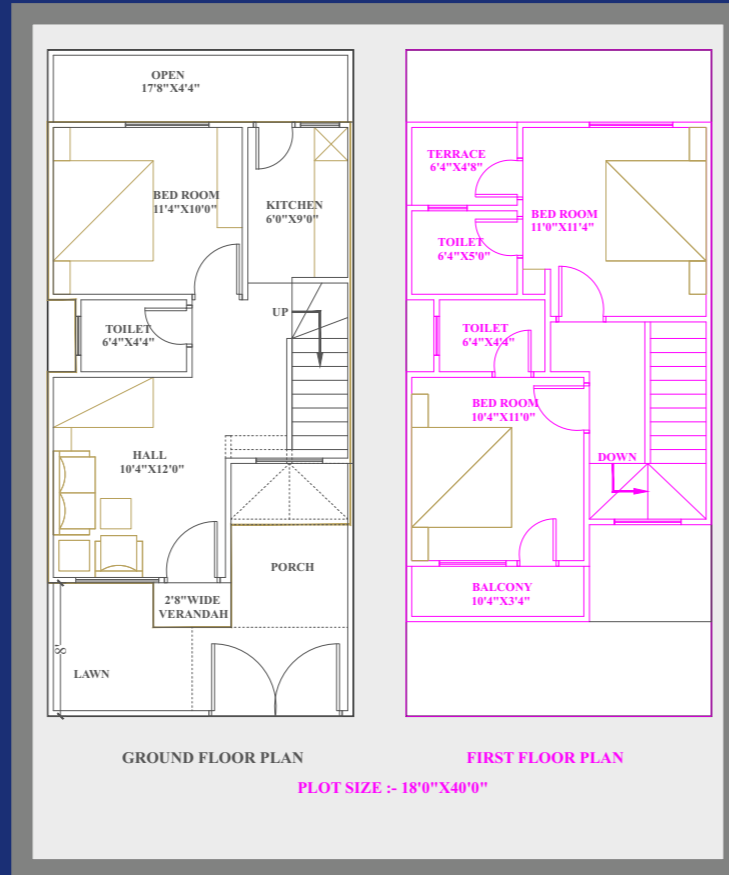 OPEN
17'8"X4'4"
BED ROOM
11'4"X10'0"
KITCHEN
6'0"X9'0"
UP
TOILET
6'4"X4'4"
HALL
10'4"X12'0"
PORCH
2'8"WIDE
VERANDAH
8'
LAWN
GROUND FLOOR PLAN
TERRACE
6'4"X4'8"
BED ROOM
11'0"X11'4"
TOILET
6'4"X5'0"
TOILET
6'4"X4'4"
BED ROOM
10'4"X11'0"
DOWN
BALCONY
10'4"X3'4"
FIRST FLOOR PLAN
PLOT SIZE :- 18'0"X40'0"